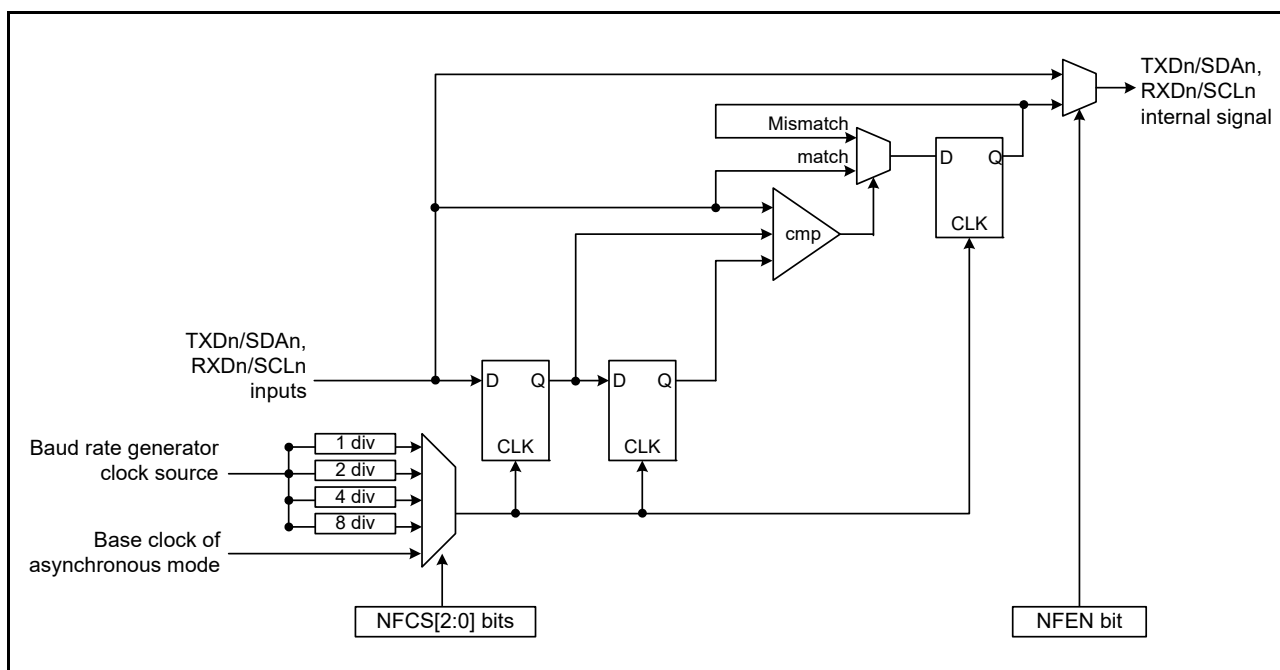 TXDn/SDAn,
RXDn/SCLn
internal signal
Mismatch
match
D
Q
CLK
cmp
TXDn/SDAn,
RXDn/SCLn
inputs
D
Q
CLK
D
Q
CLK
Baud rate generator
clock source
1 div
2 div
4 div
8 div
Base clock of
asynchronous mode
NFCS[2:0] bits
NFEN bit